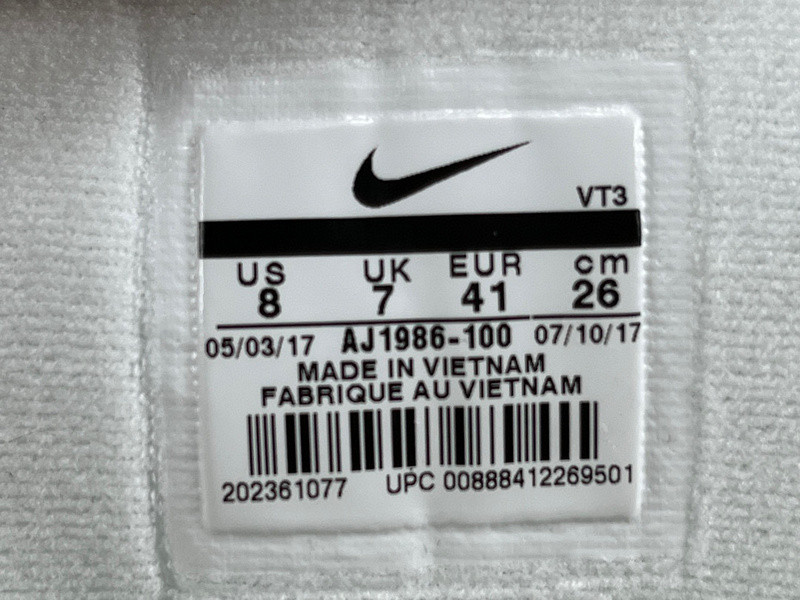 VT3
US UK EUR cm
8 7 41 26
05/03/17 AJ1986-100 07/10/17
MADE IN VIETNAM
FABRIQUE AU VIETNAM
202361077 UPC 00888412269501